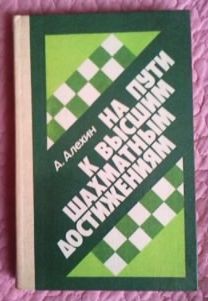 А. Алехин
НА ПУТИ
К ВЫСШИМ
ШАХМАТНЫМ
ДОСТИЖЕНИЯМ